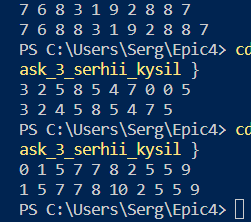 7 6 8 3 1 9 2 8 8 7
7 6 8 8 3 1 9 2 8 8 7
PS C:\Users\Serg\Epic4> cd
ask_3_serhii_kysil }
3 2 5 8 5 4 7 0 0 5
3 2 4 5 8 5 4 7 5
PS C:\Users\Serg\Epic4> cd
ask_3_serhii_kysil }
0 1 5 7 7 8 2 5 5 9
1 5 7 7 8 10 2 5 5 9
PS C:\Users\Serg\Epic4>